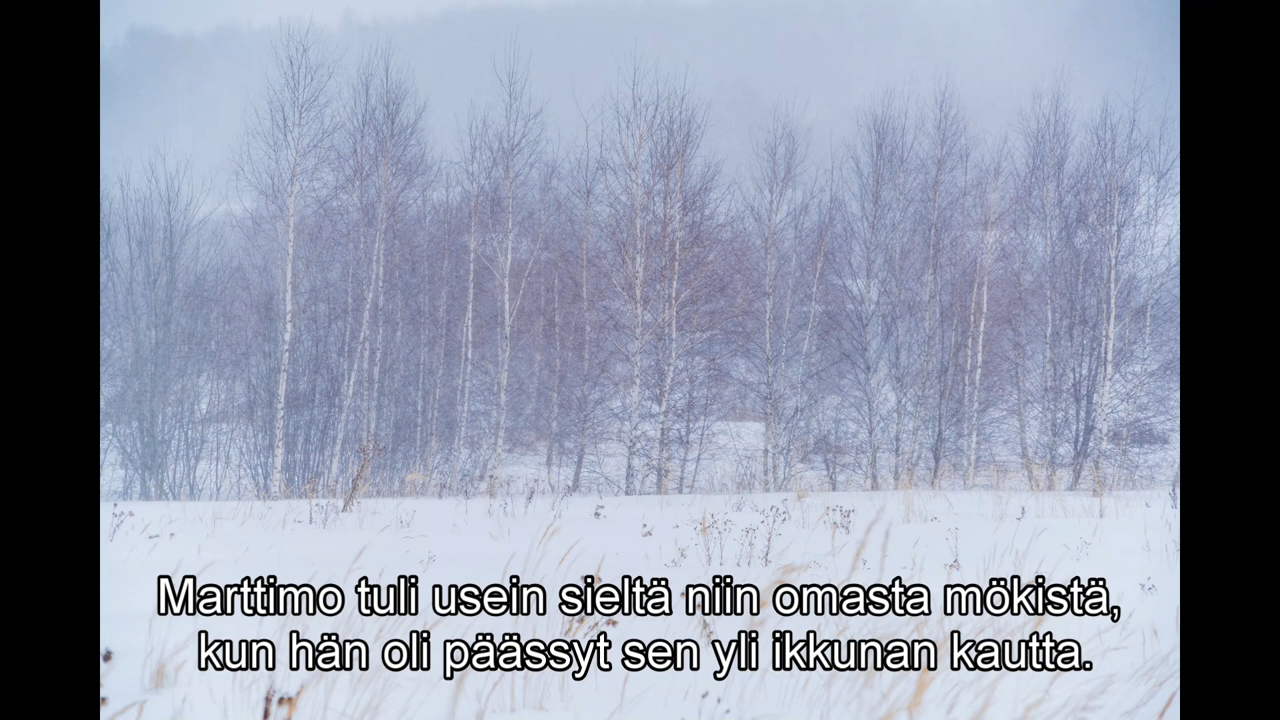 Marttimo tuli usein sieltä niin omasta mökistä,
kun hän oli päässyt sen yli ikkunan kautta.